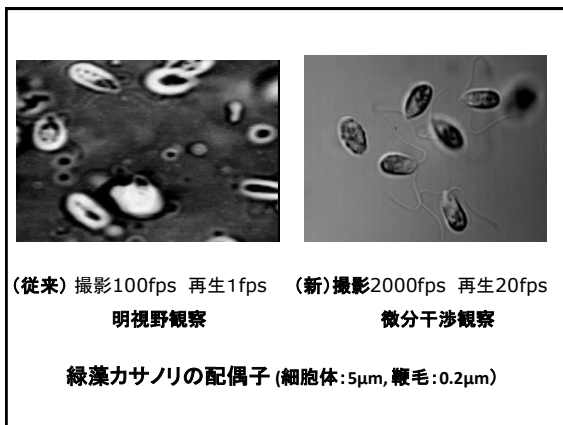 (従来) 撮影100fps 再生1fps
明視野観察
(新)撮影2000fps 再生20fps
微分干渉観察
緑藻カサノリの配偶子 (細胞体:5μm, 鞭毛:0.2μm)